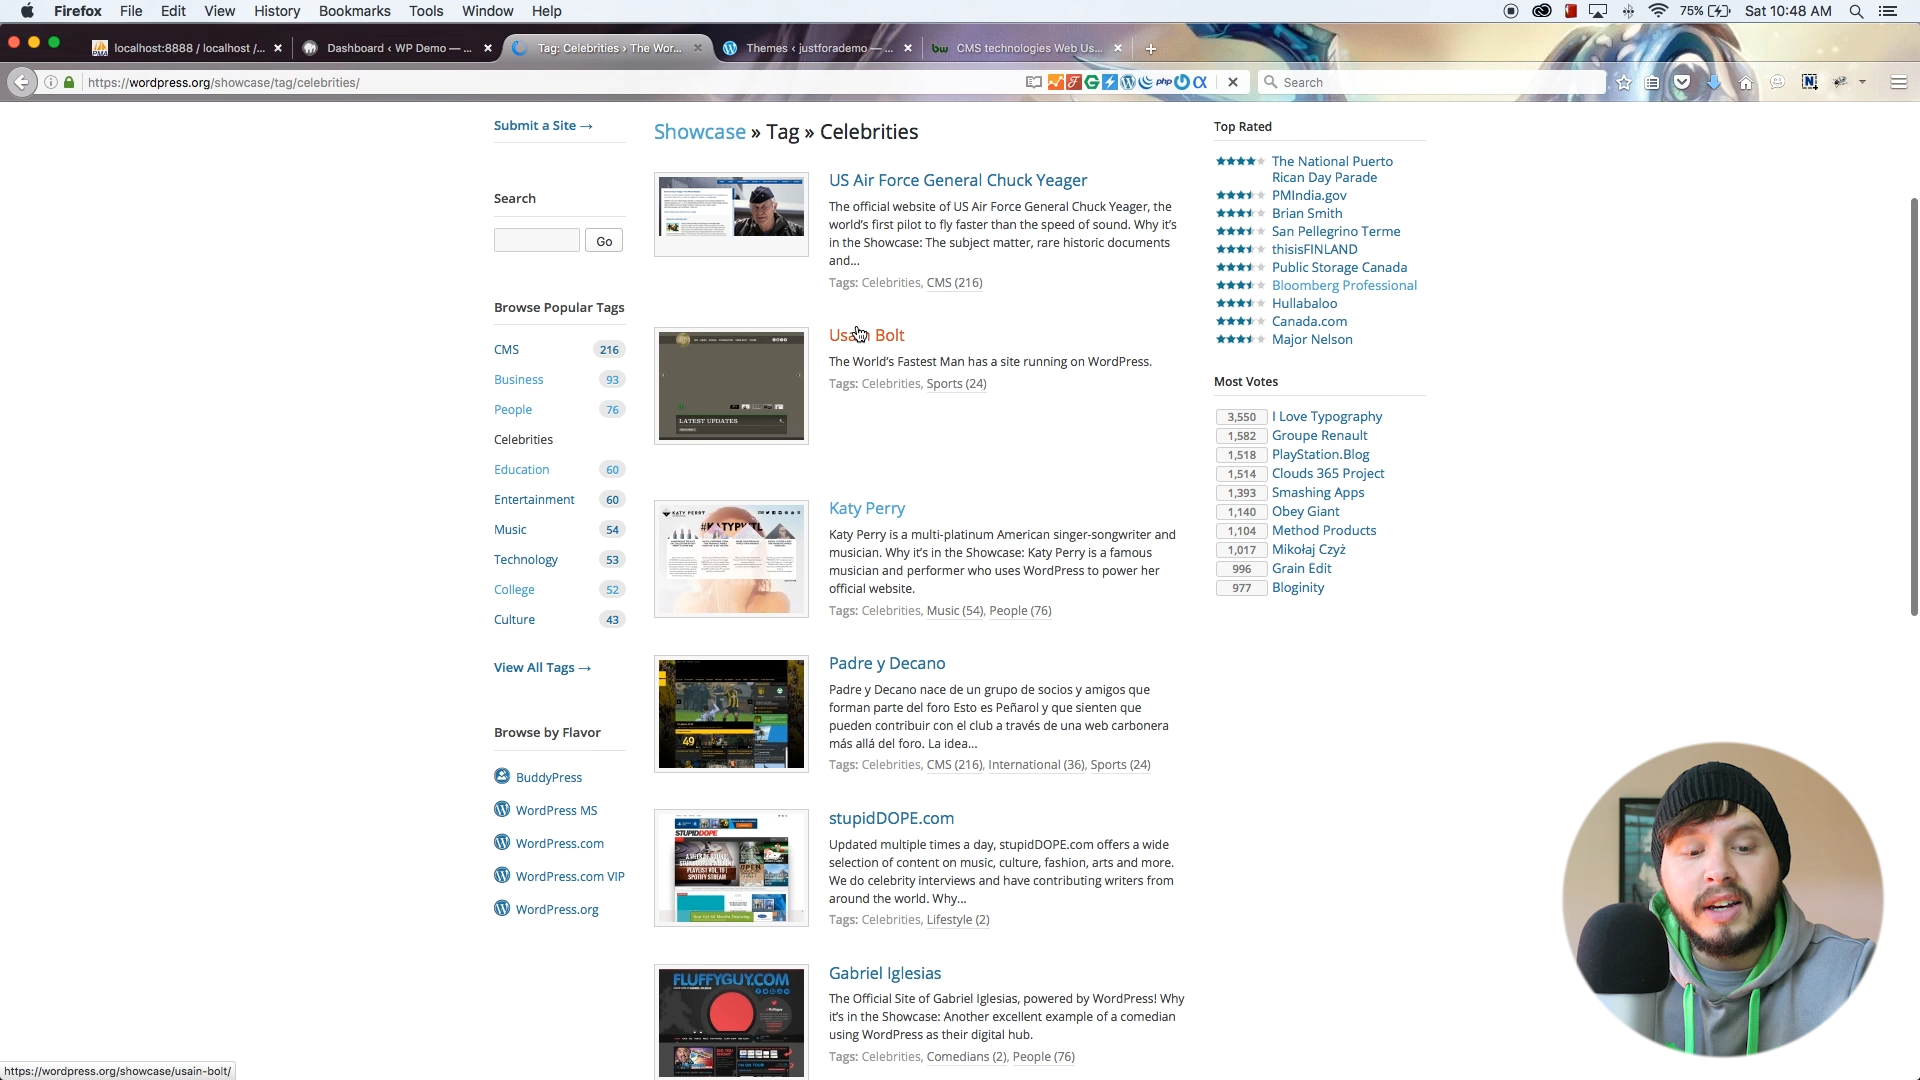 Firefox File Edit View History Bookmarks Tools Window Help
75% Sat 10:48 AM
localhost:8888 / localhost /...
Dashboard ‹ WP Demo — ...
Tag: Celebrities › The Wor...
Themes ‹ justforademo — ...
CMS technologies Web Us...
https://wordpress.org/showcase/tag/celebrities/
php
Search
Submit a Site →
Search
Go
Browse Popular Tags
CMS 216
Business 93
People 76
Celebrities
Education 60
Entertainment 60
Music 54
Technology 53
College 52
Culture 43
View All Tags →
Browse by Flavor
BuddyPress
WordPress MS
WordPress.com
WordPress.com VIP
WordPress.org
Showcase » Tag » Celebrities
US Air Force General Chuck Yeager
The official website of US Air Force General Chuck Yeager, the
world’s first pilot to fly faster than the speed of sound. Why it’s
in the Showcase: The subject matter, rare historic documents
and...
Tags: Celebrities, CMS (216)
Usain Bolt
The World’s Fastest Man has a site running on WordPress.
Tags: Celebrities, Sports (24)
LATEST UPDATES
Katy Perry
Katy Perry is a multi-platinum American singer-songwriter and
musician. Why it’s in the Showcase: Katy Perry is a famous
musician and performer who uses WordPress to power her
official website.
Tags: Celebrities, Music (54), People (76)
KATY PERRY
Padre y Decano
Padre y Decano nace de un grupo de socios y amigos que
forman parte del foro Esto es Peñarol y que sienten que
pueden contribuir con el club a través de una web carbonera
más allá del foro. La idea...
Tags: Celebrities, CMS (216), International (36), Sports (24)
49
stupidDOPE.com
Updated multiple times a day, stupidDOPE.com offers a wide
selection of content on music, culture, fashion, arts and more.
We do celebrity interviews and have contributing writers from
around the world. Why...
Tags: Celebrities, Lifestyle (2)
STUPIDDOPE
Gabriel Iglesias
The Official Site of Gabriel Iglesias, powered by WordPress! Why
it’s in the Showcase: Another excellent example of a comedian
using WordPress as their digital hub.
Tags: Celebrities, Comedians (2), People (76)
FLUFFYGUY.COM
Top Rated
The National Puerto
Rican Day Parade
PMIndia.gov
Brian Smith
San Pellegrino Terme
thisisFINLAND
Public Storage Canada
Bloomberg Professional
Hullabaloo
Canada.com
Major Nelson
Most Votes
3,550 I Love Typography
1,582 Groupe Renault
1,518 PlayStation.Blog
1,514 Clouds 365 Project
1,393 Smashing Apps
1,140 Obey Giant
1,104 Method Products
1,017 Mikołaj Czyż
996 Grain Edit
977 Bloginity
https://wordpress.org/showcase/usain-bolt/